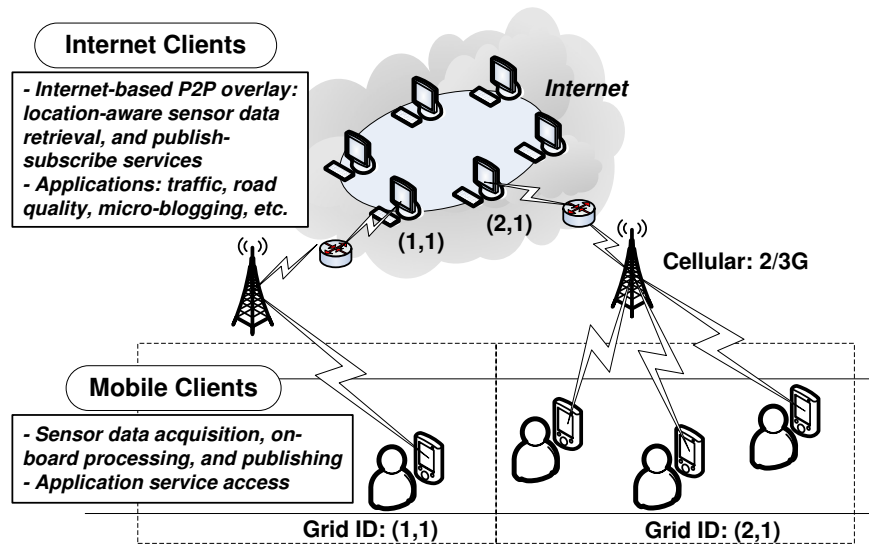 Internet Clients
- Internet-based P2P overlay:
location-aware sensor data
retrieval, and publish-
subscribe services
- Applications: traffic, road
quality, micro-blogging, etc.
Internet
(1,1)
(2,1)
Cellular: 2/3G
Mobile Clients
- Sensor data acquisition, on-
board processing, and publishing
- Application service access
Grid ID: (1,1)
Grid ID: (2,1)